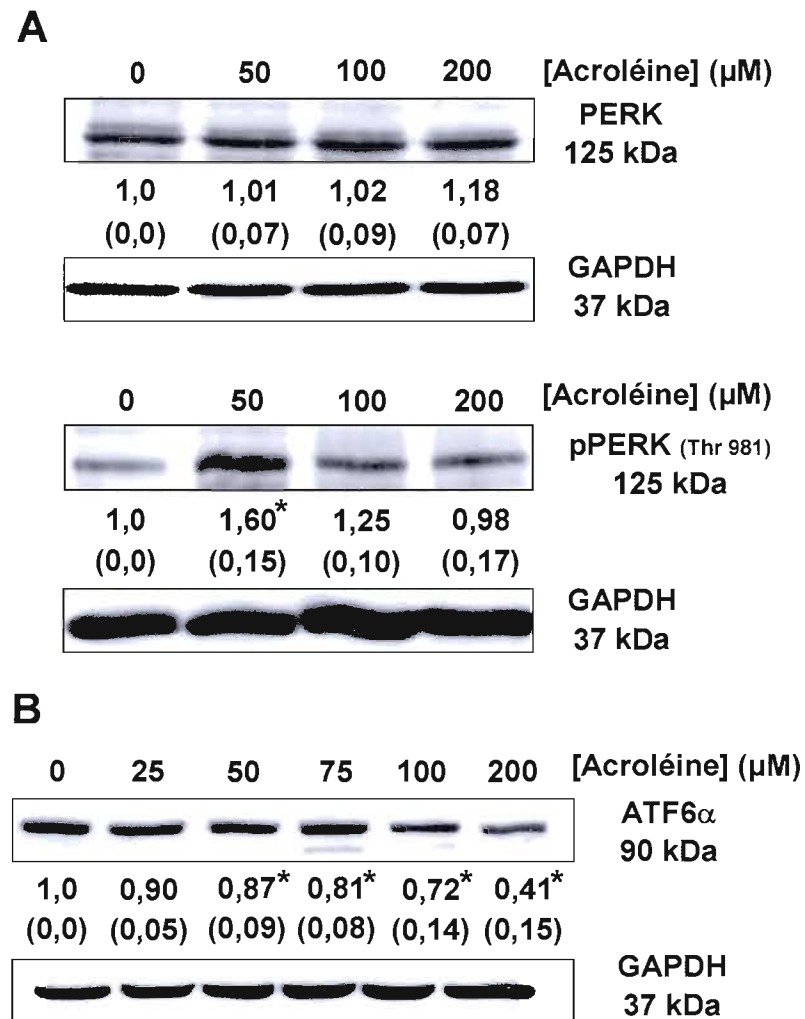 A
0 50 100 200 [Acroléine] (µM)
PERK
125 kDa
1,0 1,01 1,02 1,18
(0,0) (0,07) (0,09) (0,07)
GAPDH
37 kDa
0 50 100 200 [Acroléine] (µM)
pPERK (Thr 981)
125 kDa
1,0 1,60* 1,25 0,98
(0,0) (0,15) (0,10) (0,17)
GAPDH
37 kDa
B
0 25 50 75 100 200 [Acroléine] (µM)
ATF6α
90 kDa
1,0 0,90 0,87* 0,81* 0,72* 0,41*
(0,0) (0,05) (0,09) (0,08) (0,14) (0,15)
GAPDH
37 kDa